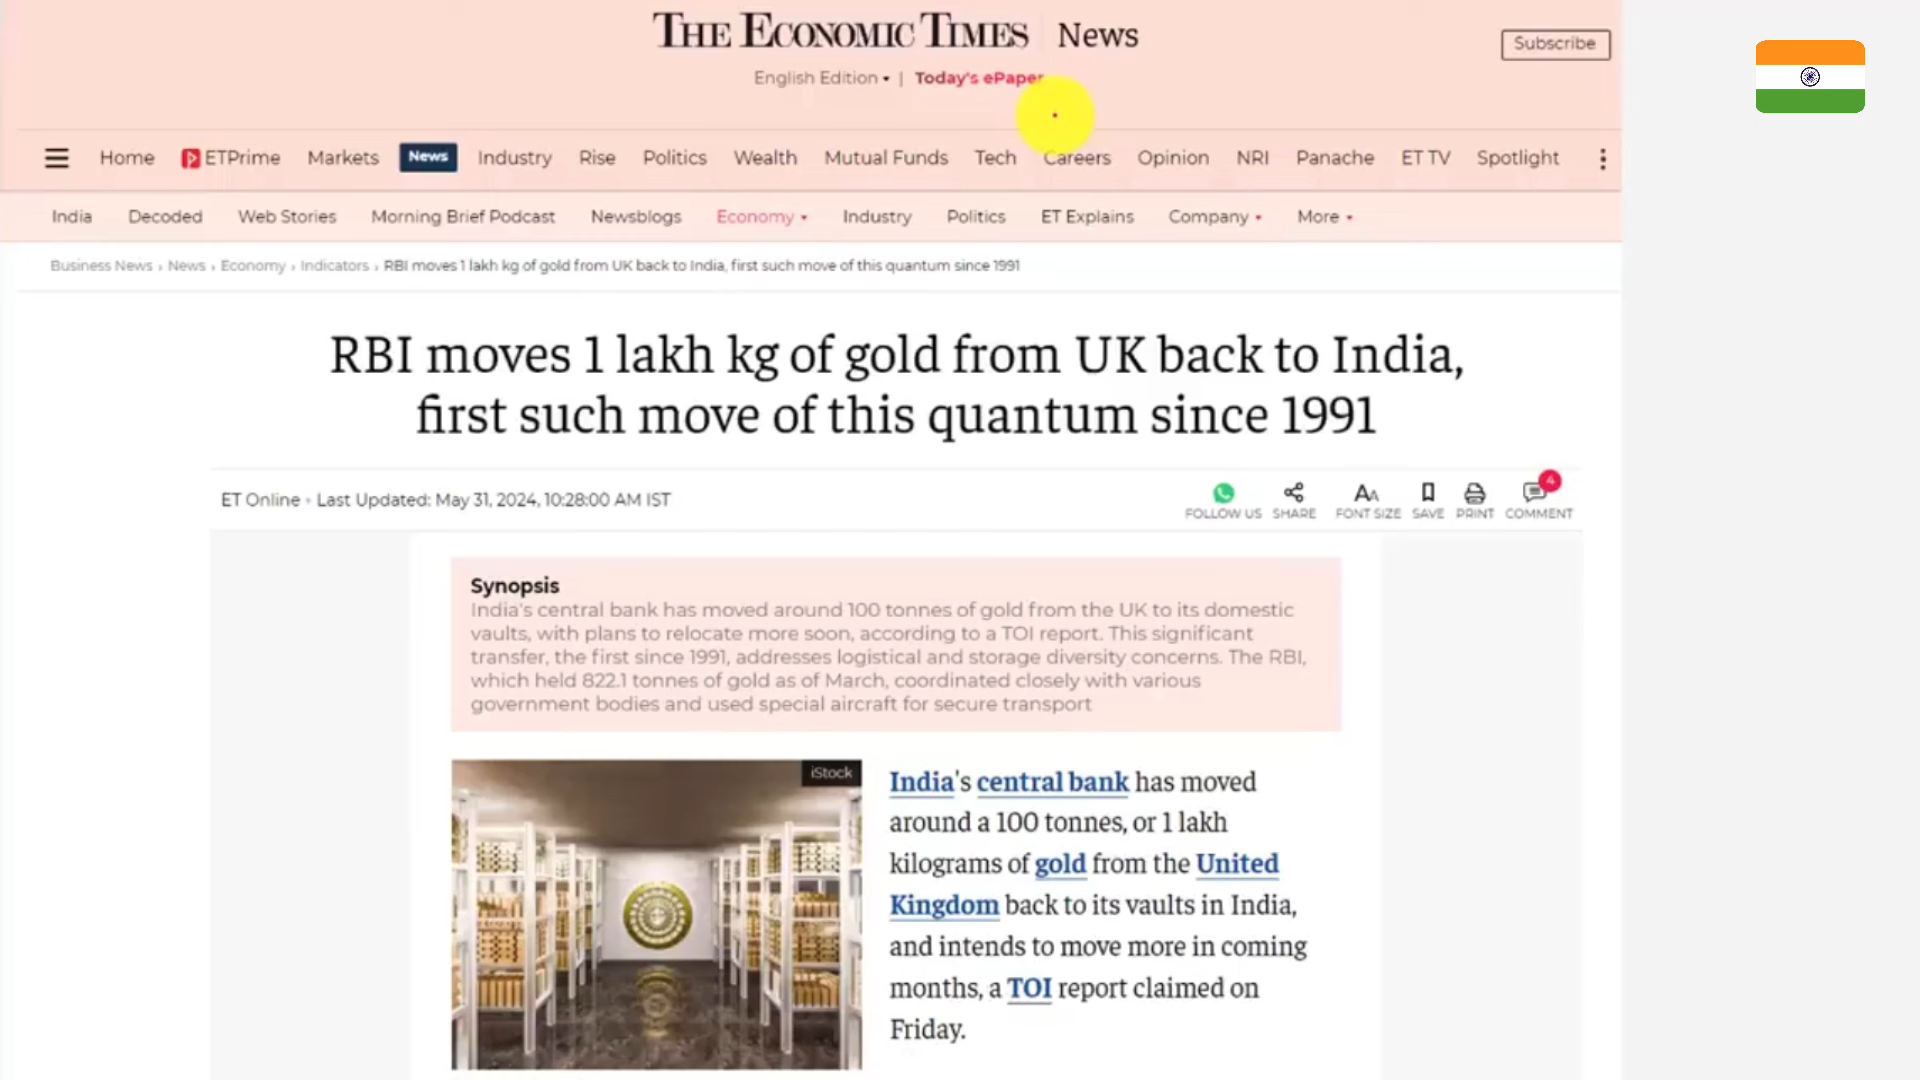 THE ECONOMIC TIMES News
Subscribe
English Edition | Today's ePaper
Home ETPrime Markets News Industry Rise Politics Wealth Mutual Funds Tech Careers Opinion NRI Panache ET TV Spotlight
India Decoded Web Stories Morning Brief Podcast Newsblogs Economy Industry Politics ET Explains Company More
Business News › News › Economy › Indicators › RBI moves 1 lakh kg of gold from UK back to India, first such move of this quantum since 1991
RBI moves 1 lakh kg of gold from UK back to India,
first such move of this quantum since 1991
ET Online • Last Updated: May 31, 2024, 10:28:00 AM IST
4
FOLLOW US SHARE FONT SIZE SAVE PRINT COMMENT
Synopsis
India's central bank has moved around 100 tonnes of gold from the UK to its domestic
vaults, with plans to relocate more soon, according to a TOI report. This significant
transfer, the first since 1991, addresses logistical and storage diversity concerns. The RBI,
which held 822.1 tonnes of gold as of March, coordinated closely with various
government bodies and used special aircraft for secure transport
iStock
India's central bank has moved
around a 100 tonnes, or 1 lakh
kilograms of gold from the United
Kingdom back to its vaults in India,
and intends to move more in coming
months, a TOI report claimed on
Friday.